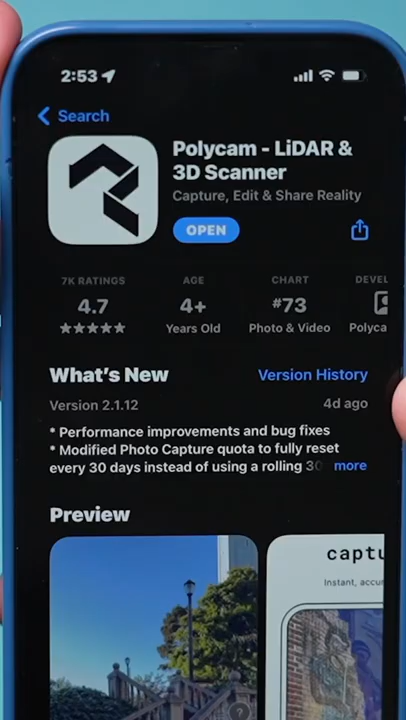 2:53
Search
Polycam - LiDAR &
3D Scanner
Capture, Edit & Share Reality
OPEN
7K RATINGS
AGE
CHART
DEVEL
4.7
4+
#73
Years Old
Photo & Video
Polyca
What's New
Version History
Version 2.1.12
4d ago
* Performance improvements and bug fixes
* Modified Photo Capture quota to fully reset
every 30 days instead of using a rolling 30 more
Preview
captu
Instant, accur